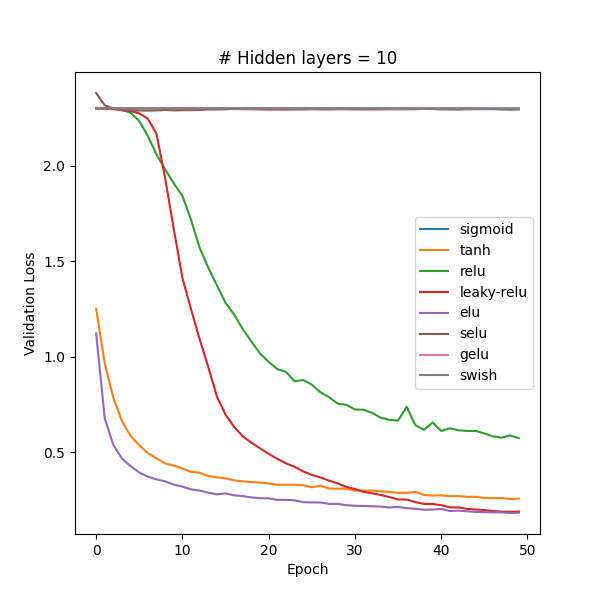 # Hidden layers = 10
2.0
1.5
1.0
0.5
Validation Loss
sigmoid
tanh
relu
leaky-relu
elu
selu
gelu
swish
0 10 20 30 40 50
Epoch